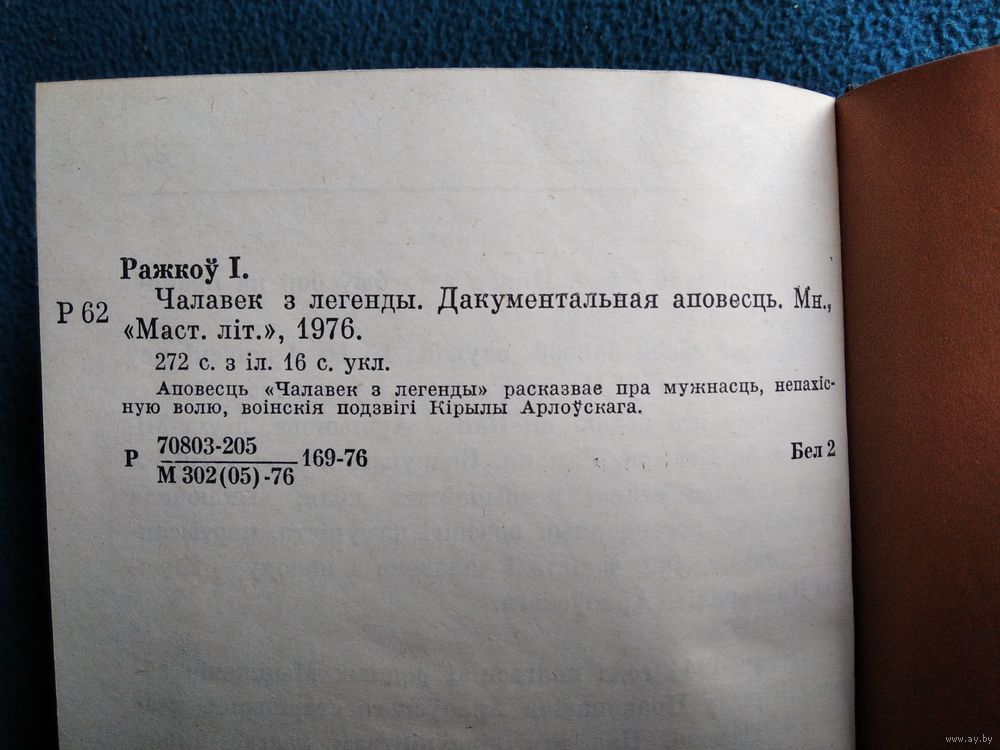 Ражкоў І.
Чалавек з легенды. Дакументальная аповесць. Мн.,
Р 62
«Маст. літ.», 1976.
272 с. з іл. 16 с. укл.
Аповесць «Чалавек з легенды» расказвае пра мужнасць, непахіс-
ную волю, воінскія подзвігі Кірылы Арлоўскага.
70803-205
Р 169-76 Бел 2
М 302(05)-76
www.ay.by